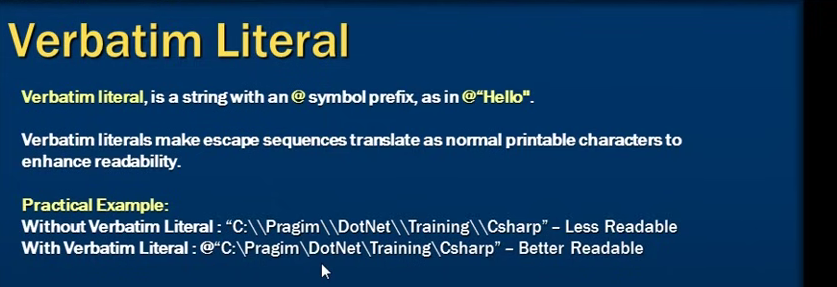 Verbatim Literal
Verbatim literal, is a string with an @ symbol prefix, as in @“Hello".
Verbatim literals make escape sequences translate as normal printable characters to
enhance readability.
Practical Example:
Without Verbatim Literal : “C:\\Pragim\\DotNet\\Training\\Csharp” – Less Readable
With Verbatim Literal : @“C:\Pragim\DotNet\Training\Csharp” – Better Readable